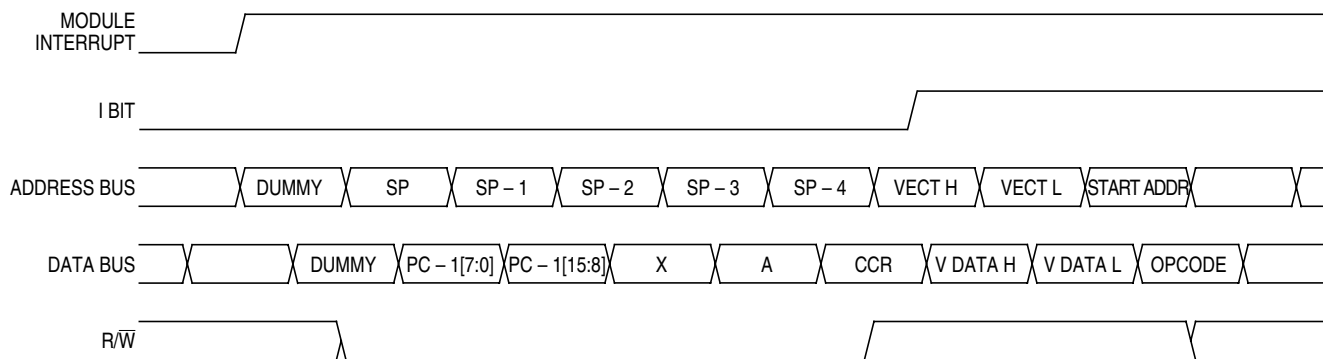 MODULE
INTERRUPT
I BIT
ADDRESS BUS DUMMY SP SP – 1 SP – 2 SP – 3 SP – 4 VECT H VECT L START ADDR
DATA BUS DUMMY PC – 1[7:0] PC – 1[15:8] X A CCR V DATA H V DATA L OPCODE
R/W̅